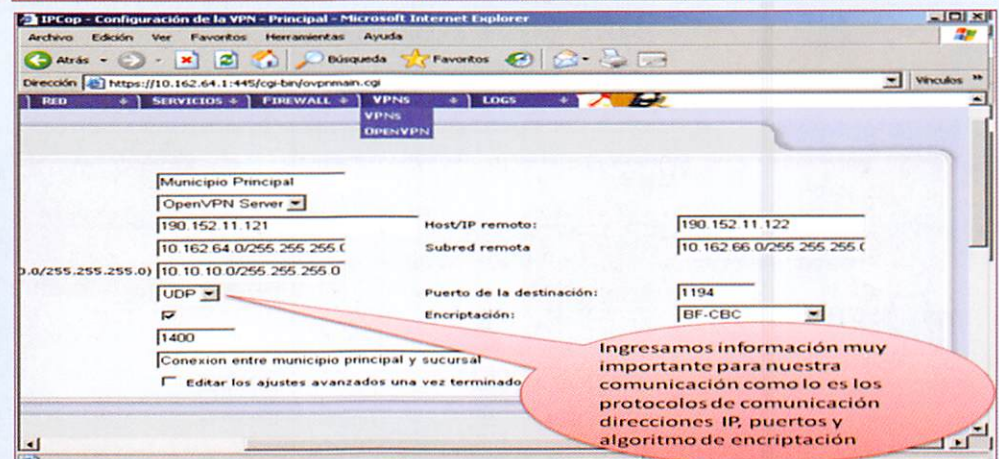 IPCop - Configuración de la VPN - Principal - Microsoft Internet Explorer
Archivo Edición Ver Favoritos Herramientas Ayuda
Atrás Búsqueda Favoritos
Dirección https://10.162.64.1:445/cgi-bin/ovpnmain.cgi Vínculos »
RED SERVICIOS FIREWALL VPNS LOGS
VPNS
OPENVPN
Municipio Principal
OpenVPN Server
190.152.11.121 Host/IP remoto: 190.152.11.122
10.162.64.0/255.255.255.( Subred remota 10.162.66.0/255.255.255.(
0.0/255.255.255.0) 10.10.10.0/255.255.255.0
UDP Puerto de la destinación: 1194
Encriptación: BF-CBC
1400
Conexion entre municipio principal y sucursal
Editar los ajustes avanzados una vez terminado
Ingresamos información muy
importante para nuestra
comunicación como lo es los
protocolos de comunicación
direcciones IP, puertos y
algoritmo de encriptación